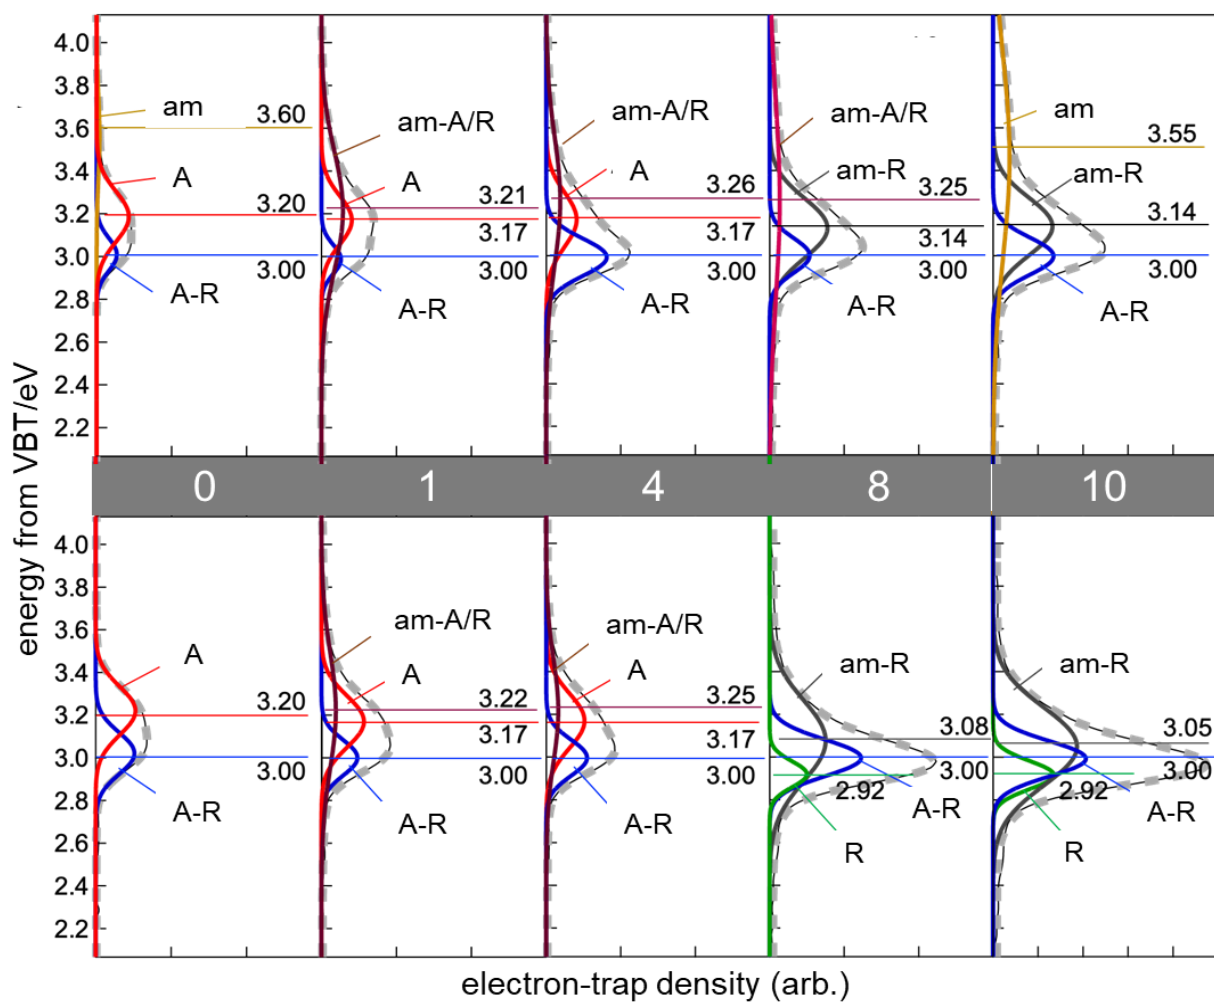 energy from VBT/eV
4.0
3.8
3.6
3.4
3.2
3.0
2.8
2.6
2.4
2.2
am
3.60
A
3.20
3.00
A-R
am-A/R
A
3.21
3.17
3.00
A-R
am-A/R
A
3.26
3.17
3.00
A-R
am-A/R
am-R
3.25
3.14
3.00
A-R
am
3.55
am-R
3.14
3.00
A-R
0
1
4
8
10
4.0
3.8
3.6
3.4
3.2
3.0
2.8
2.6
2.4
2.2
A
3.20
3.00
A-R
am-A/R
A
3.22
3.17
3.00
A-R
am-A/R
A
3.25
3.17
3.00
A-R
am-R
3.08
3.00
2.92
A-R
R
am-R
3.05
3.00
2.92
A-R
R
electron-trap density (arb.)